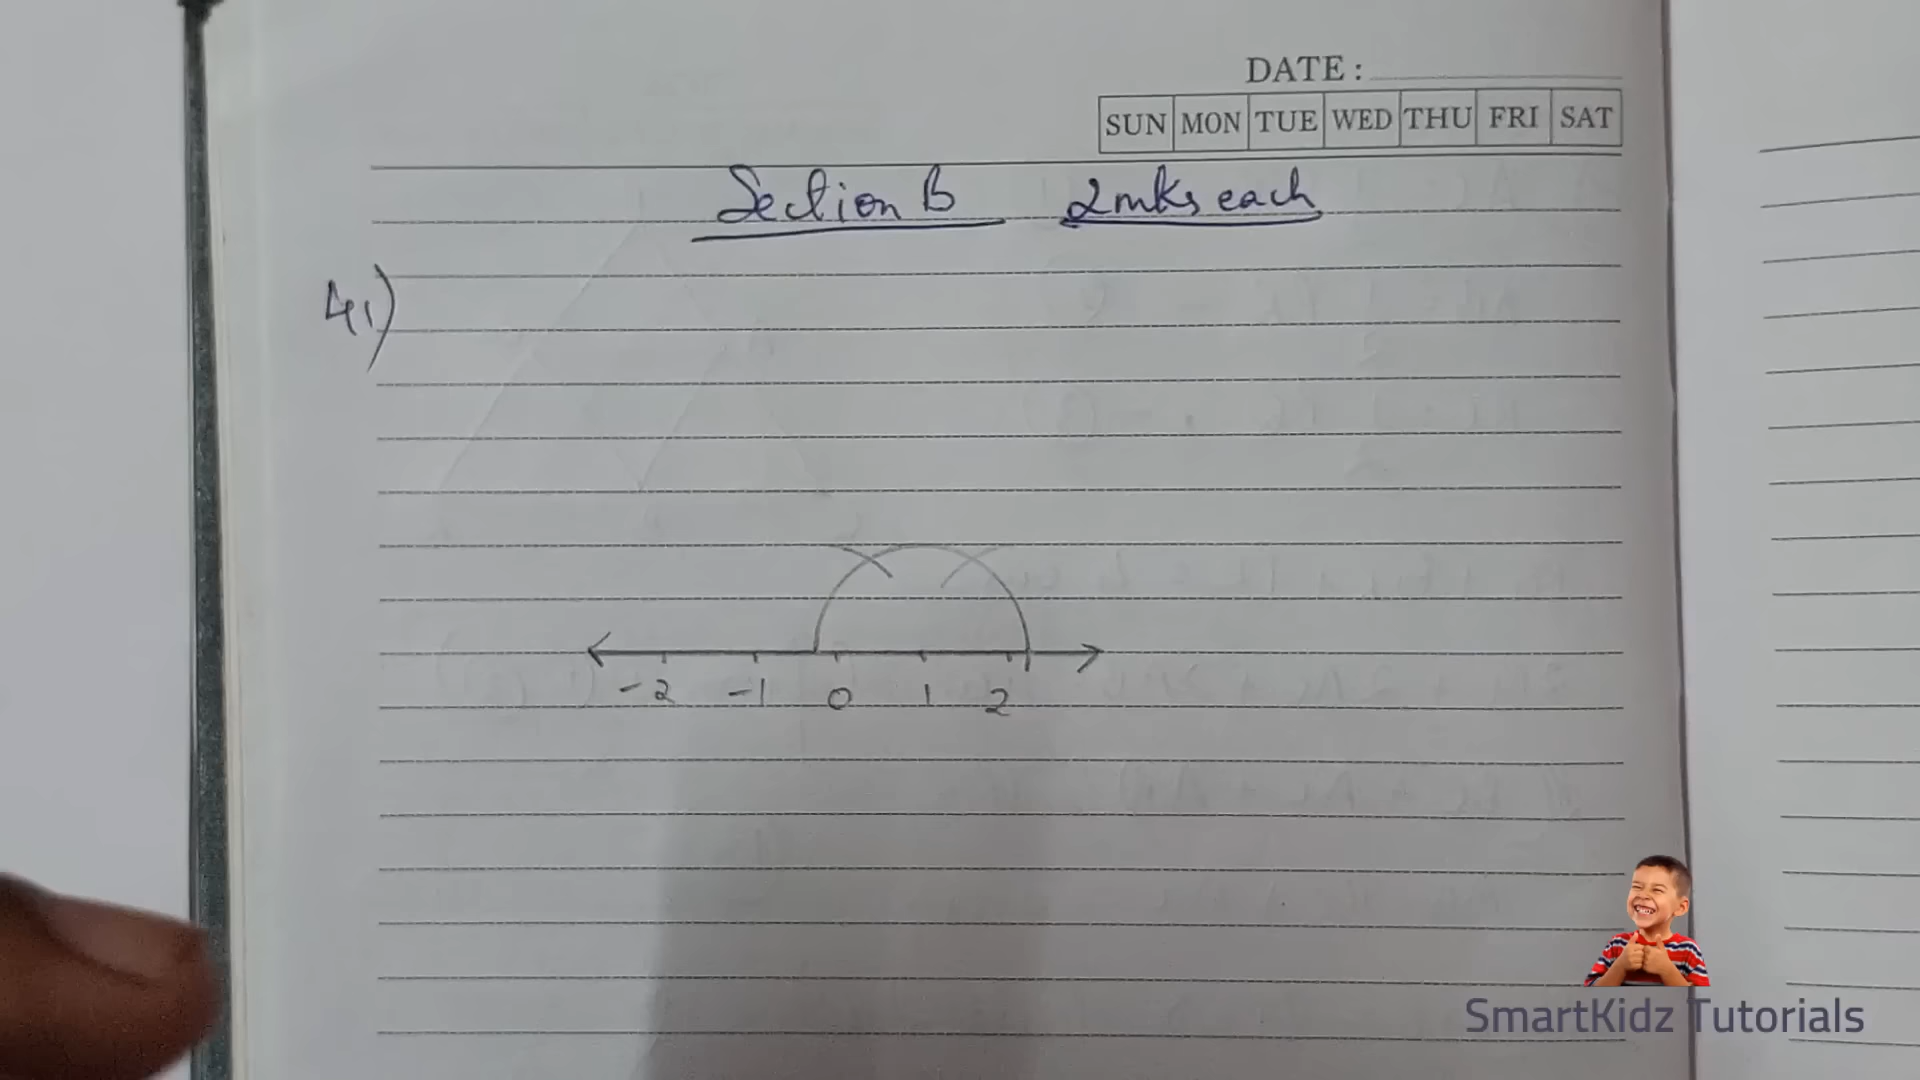 DATE :
SUN MON TUE WED THU FRI SAT
Section B 2mks each
41)
-2 -1 0 1 2
SmartKidz Tutorials